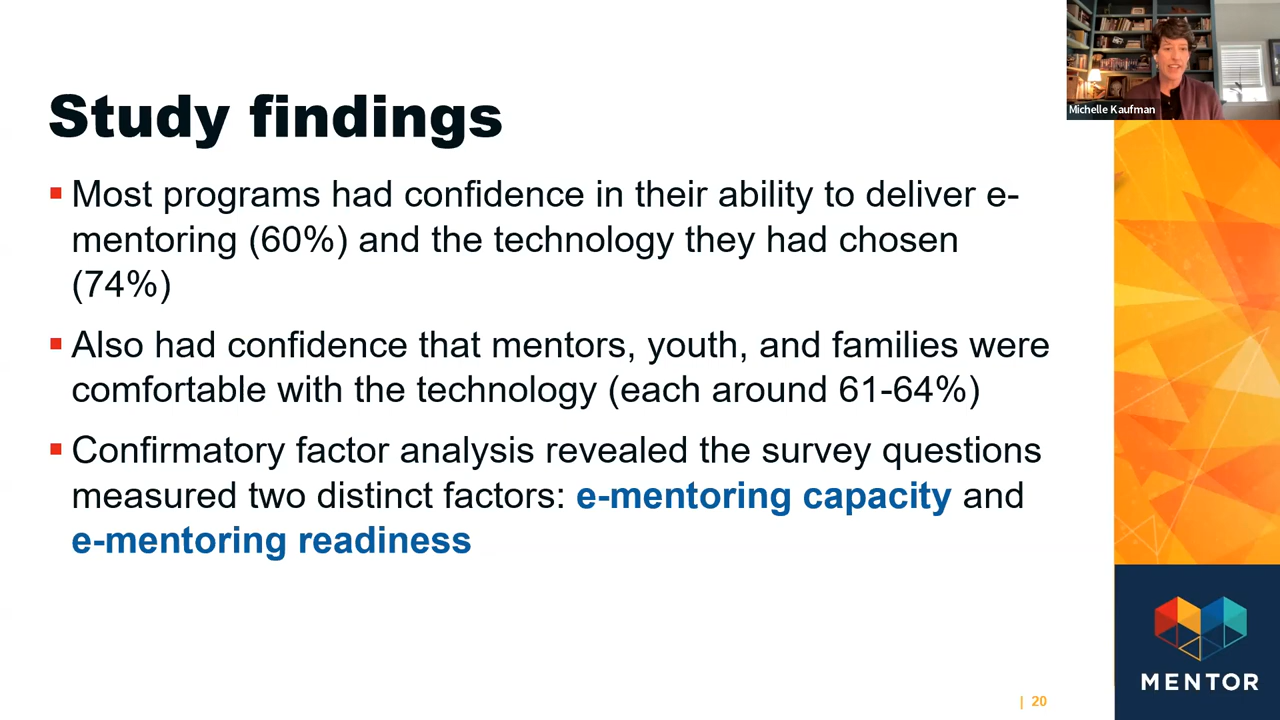 Michelle Kaufman
Study findings
▪ Most programs had confidence in their ability to deliver e-
mentoring (60%) and the technology they had chosen
(74%)
▪ Also had confidence that mentors, youth, and families were
comfortable with the technology (each around 61-64%)
▪ Confirmatory factor analysis revealed the survey questions
measured two distinct factors: e-mentoring capacity and
e-mentoring readiness
MENTOR
| 20